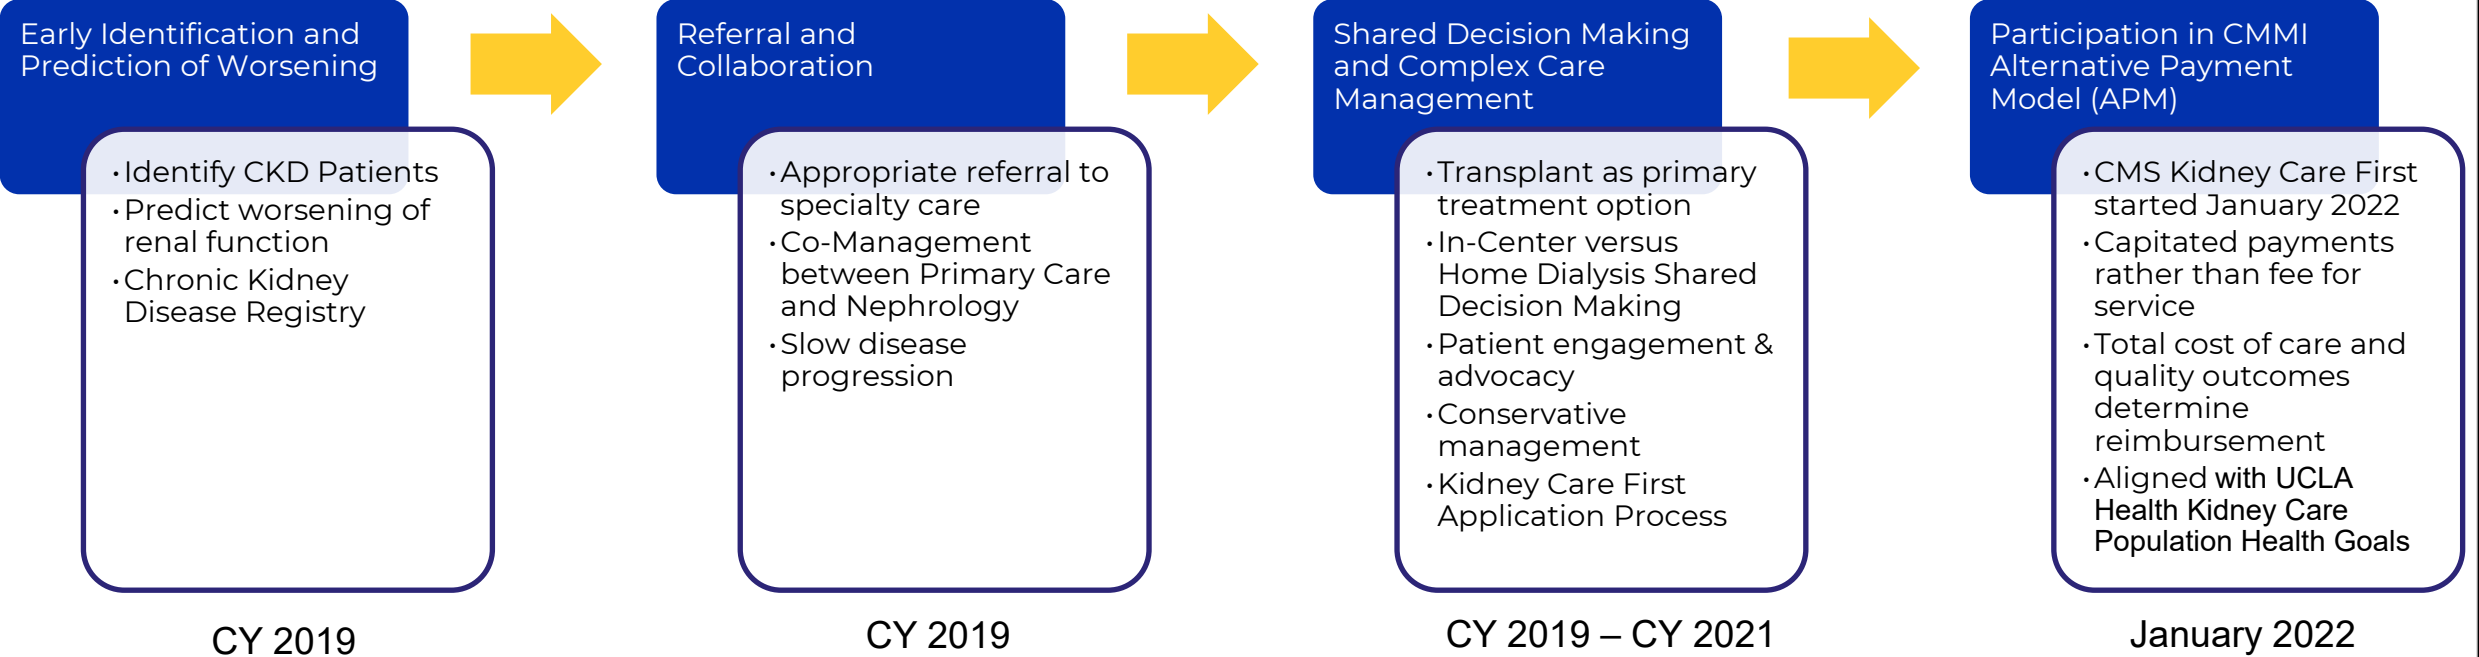 Early Identification and
Prediction of Worsening
·Identify CKD Patients
·Predict worsening of
renal function
·Chronic Kidney
Disease Registry
CY 2019
Referral and
Collaboration
·Appropriate referral to
specialty care
·Co-Management
between Primary Care
and Nephrology
·Slow disease
progression
CY 2019
Shared Decision Making
and Complex Care
Management
·Transplant as primary
treatment option
·In-Center versus
Home Dialysis Shared
Decision Making
·Patient engagement &
advocacy
·Conservative
management
·Kidney Care First
Application Process
CY 2019 – CY 2021
Participation in CMMI
Alternative Payment
Model (APM)
·CMS Kidney Care First
started January 2022
·Capitated payments
rather than fee for
service
·Total cost of care and
quality outcomes
determine
reimbursement
·Aligned with UCLA
Health Kidney Care
Population Health Goals
January 2022